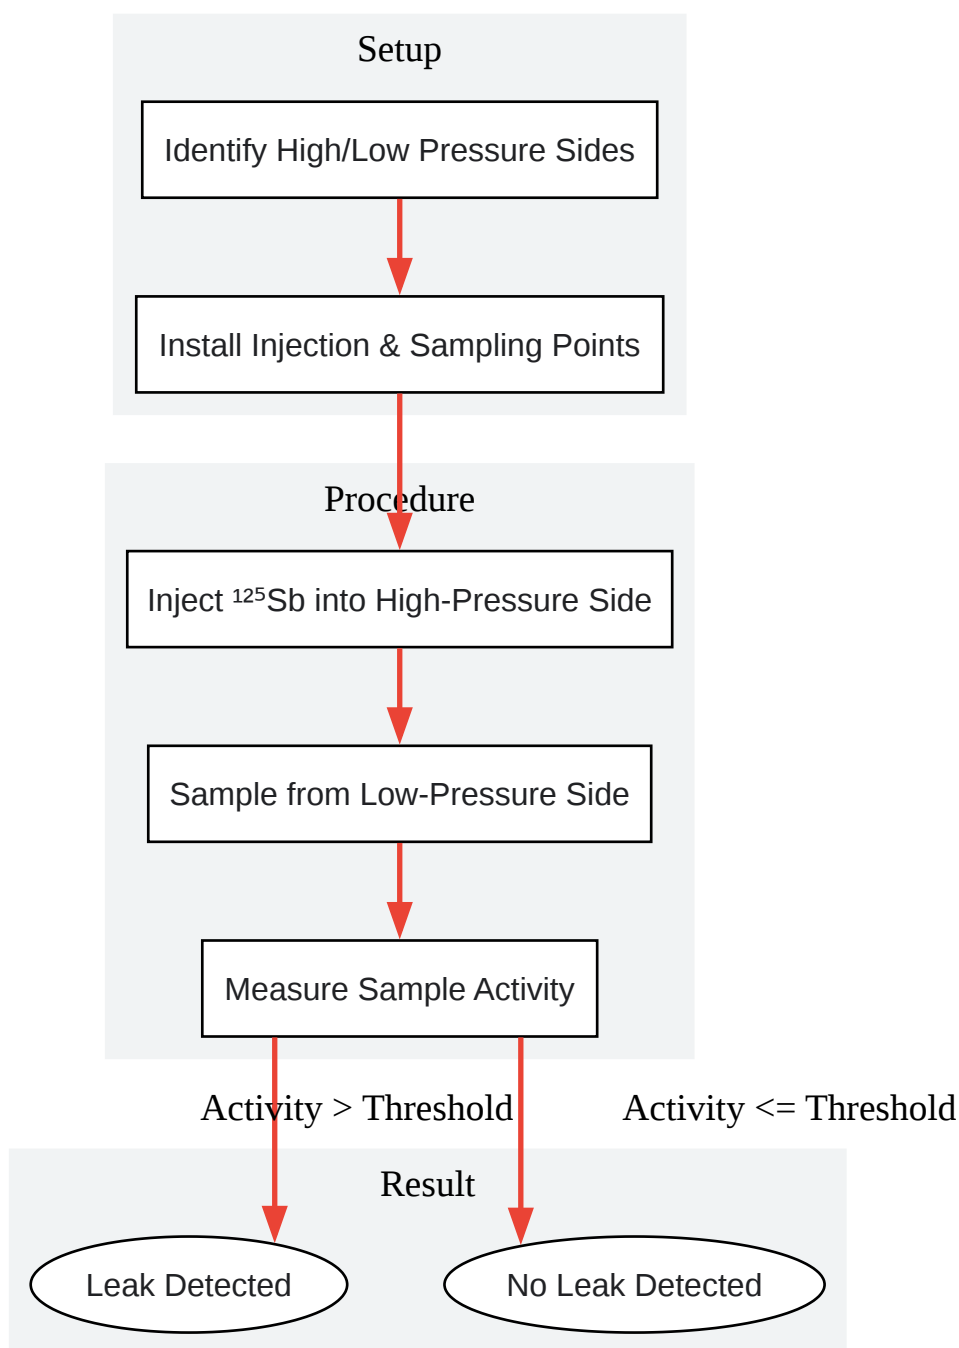 Setup
Identify High/Low Pressure Sides
Install Injection & Sampling Points
Procedure
Inject ¹²⁵Sb into High-Pressure Side
Sample from Low-Pressure Side
Measure Sample Activity
Activity > Threshold
Activity <= Threshold
Result
Leak Detected
No Leak Detected